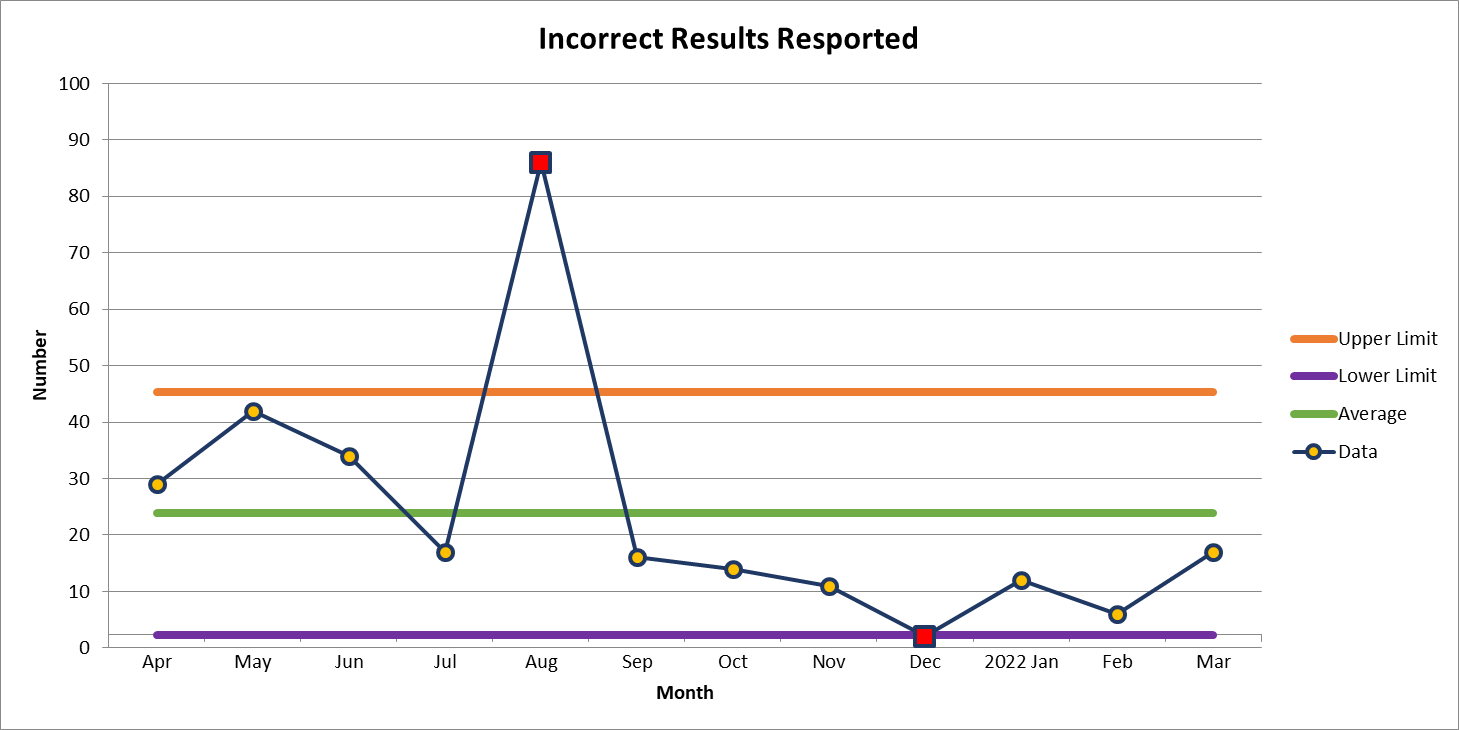 Incorrect Results Resported
100
90
80
70
60
50
40
30
20
10
0
Number
Apr May Jun Jul Aug Sep Oct Nov Dec 2022 Jan Feb Mar
Month
Upper Limit
Lower Limit
Average
Data